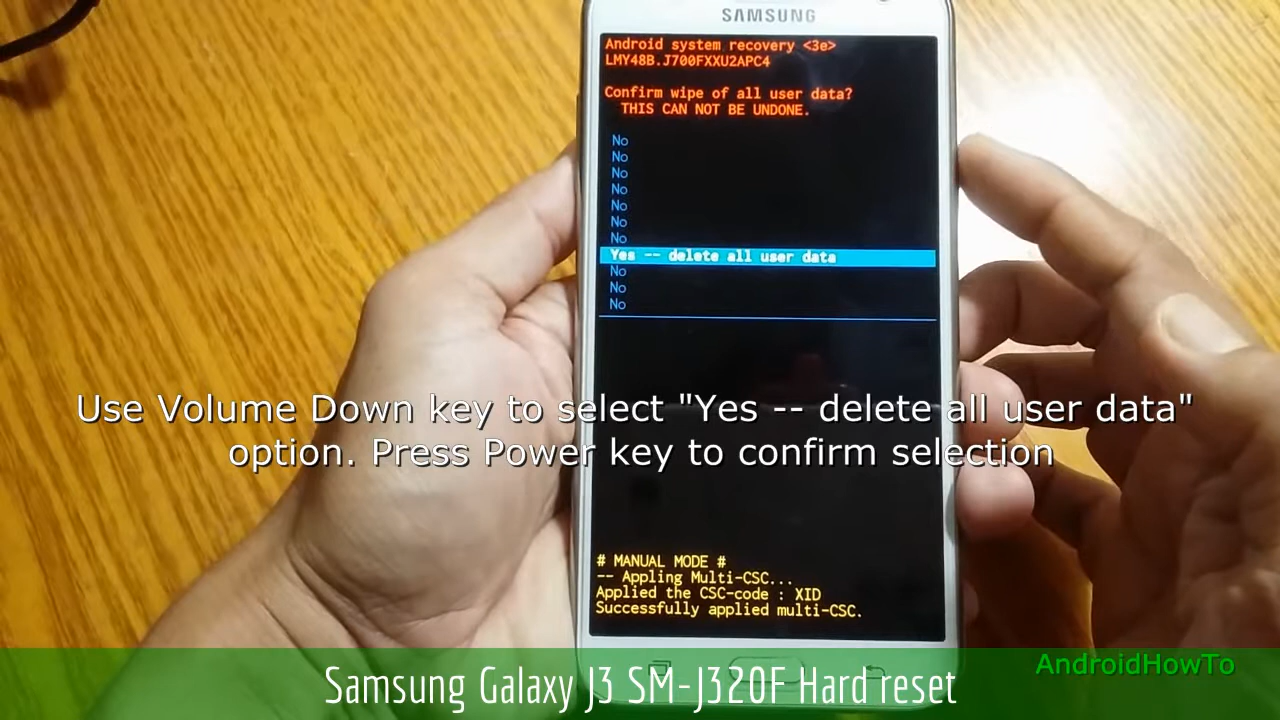 SAMSUNG
Android system recovery <3e>
LMY48B.J700FXXU2APC4
Confirm wipe of all user data?
THIS CAN NOT BE UNDONE.
No
No
No
No
No
No
No
Yes -- delete all user data
No
No
No
Use Volume Down key to select "Yes -- delete all user data"
option. Press Power key to confirm selection
# MANUAL MODE #
-- Appling Multi-CSC...
Applied the CSC-code : XID
Successfully applied multi-CSC.
AndroidHowTo
Samsung Galaxy J3 SM-J320F Hard reset